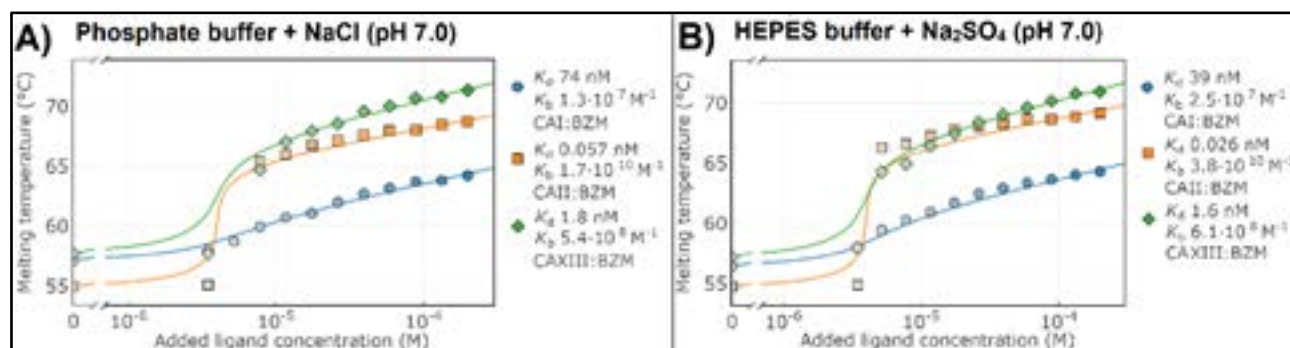 A) Phosphate buffer + NaCl (pH 7.0)
Melting temperature (°C)
70
65
60
55
0
10⁻⁶
10⁻⁵
10⁻⁴
Added ligand concentration (M)
K_d 74 nM
K_b 1.3·10⁷ M⁻¹
CAI:BZM
K_d 0.057 nM
K_b 1.7·10¹⁰ M⁻¹
CAII:BZM
K_d 1.8 nM
K_b 5.4·10⁸ M⁻¹
CAXIII:BZM
B) HEPES buffer + Na₂SO₄ (pH 7.0)
Melting temperature (°C)
70
65
60
55
0
10⁻⁶
10⁻⁵
10⁻⁴
Added ligand concentration (M)
K_d 39 nM
K_b 2.5·10⁷ M⁻¹
CAI:BZM
K_d 0.026 nM
K_b 3.8·10¹⁰ M⁻¹
CAII:BZM
K_d 1.6 nM
K_b 6.1·10⁸ M⁻¹
CAXIII:BZM